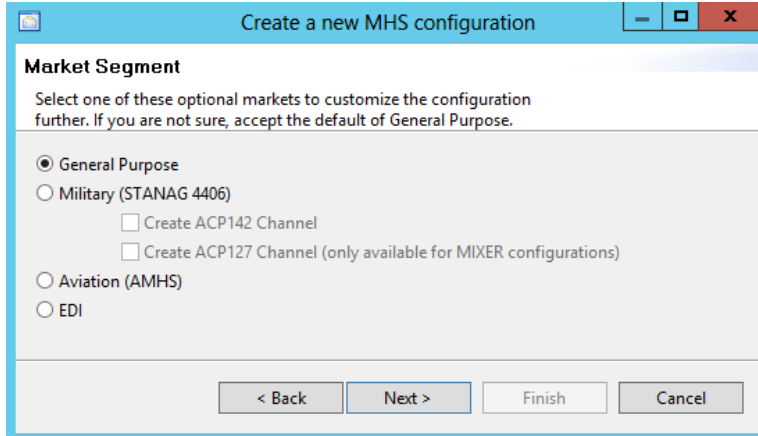 Create a new MHS configuration
Market Segment
Select one of these optional markets to customize the configuration
further. If you are not sure, accept the default of General Purpose.
General Purpose
Military (STANAG 4406)
Create ACP142 Channel
Create ACP127 Channel (only available for MIXER configurations)
Aviation (AMHS)
EDI
< Back Next > Finish Cancel